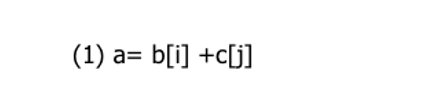 (1) a= b[i] +c[j]